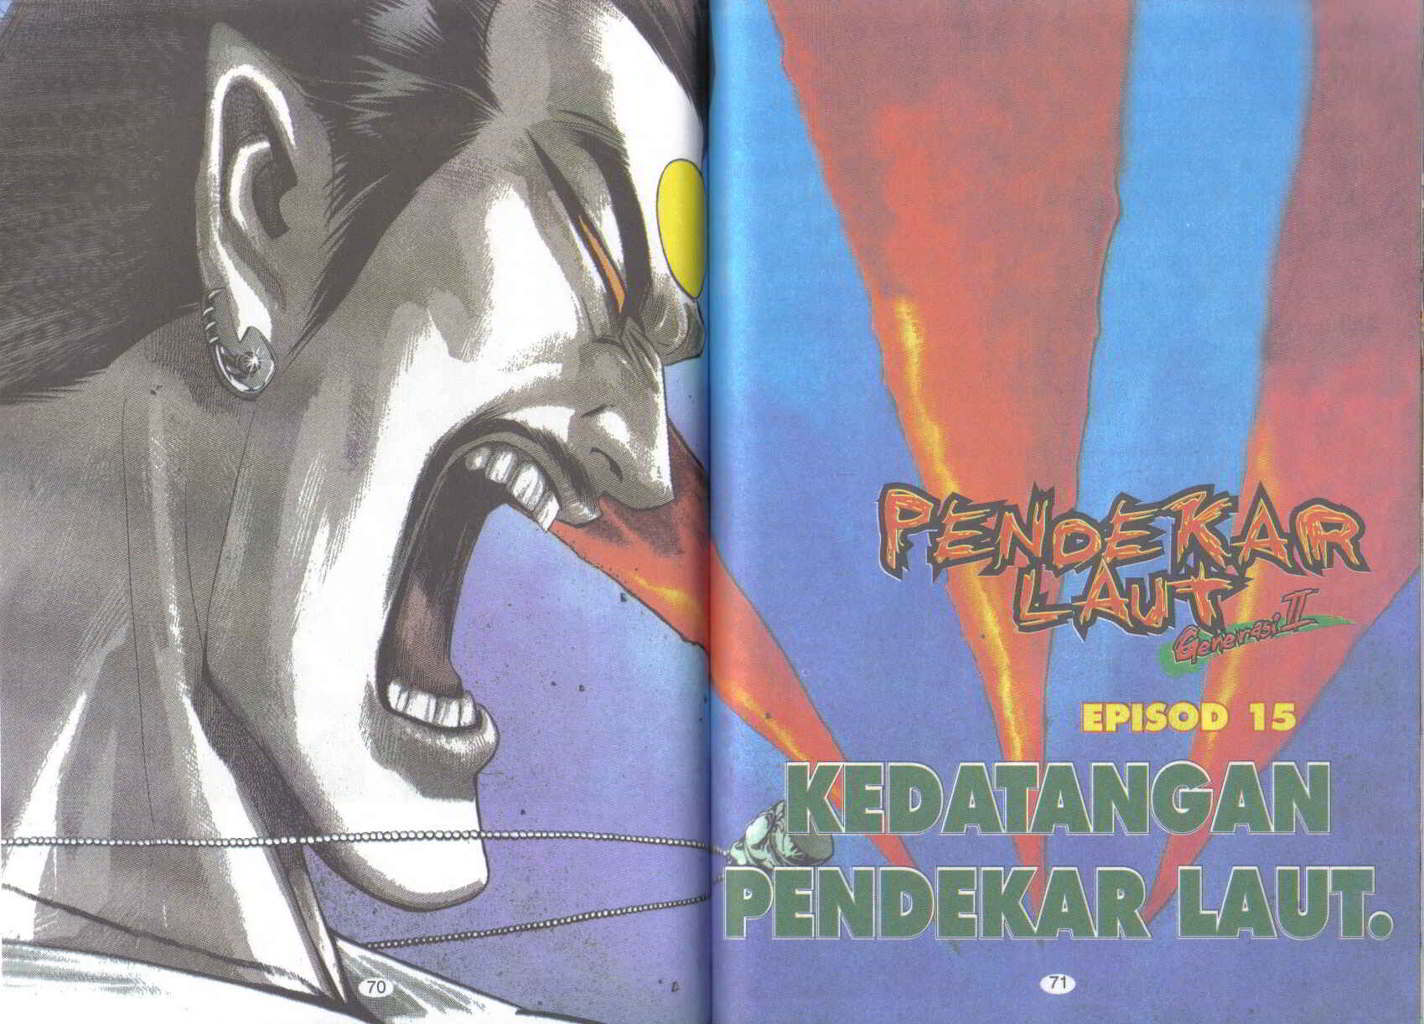 PENDEKAR
LAUT
Generasi II
EPISOD 15
KEDATANGAN
PENDEKAR LAUT.
70
71